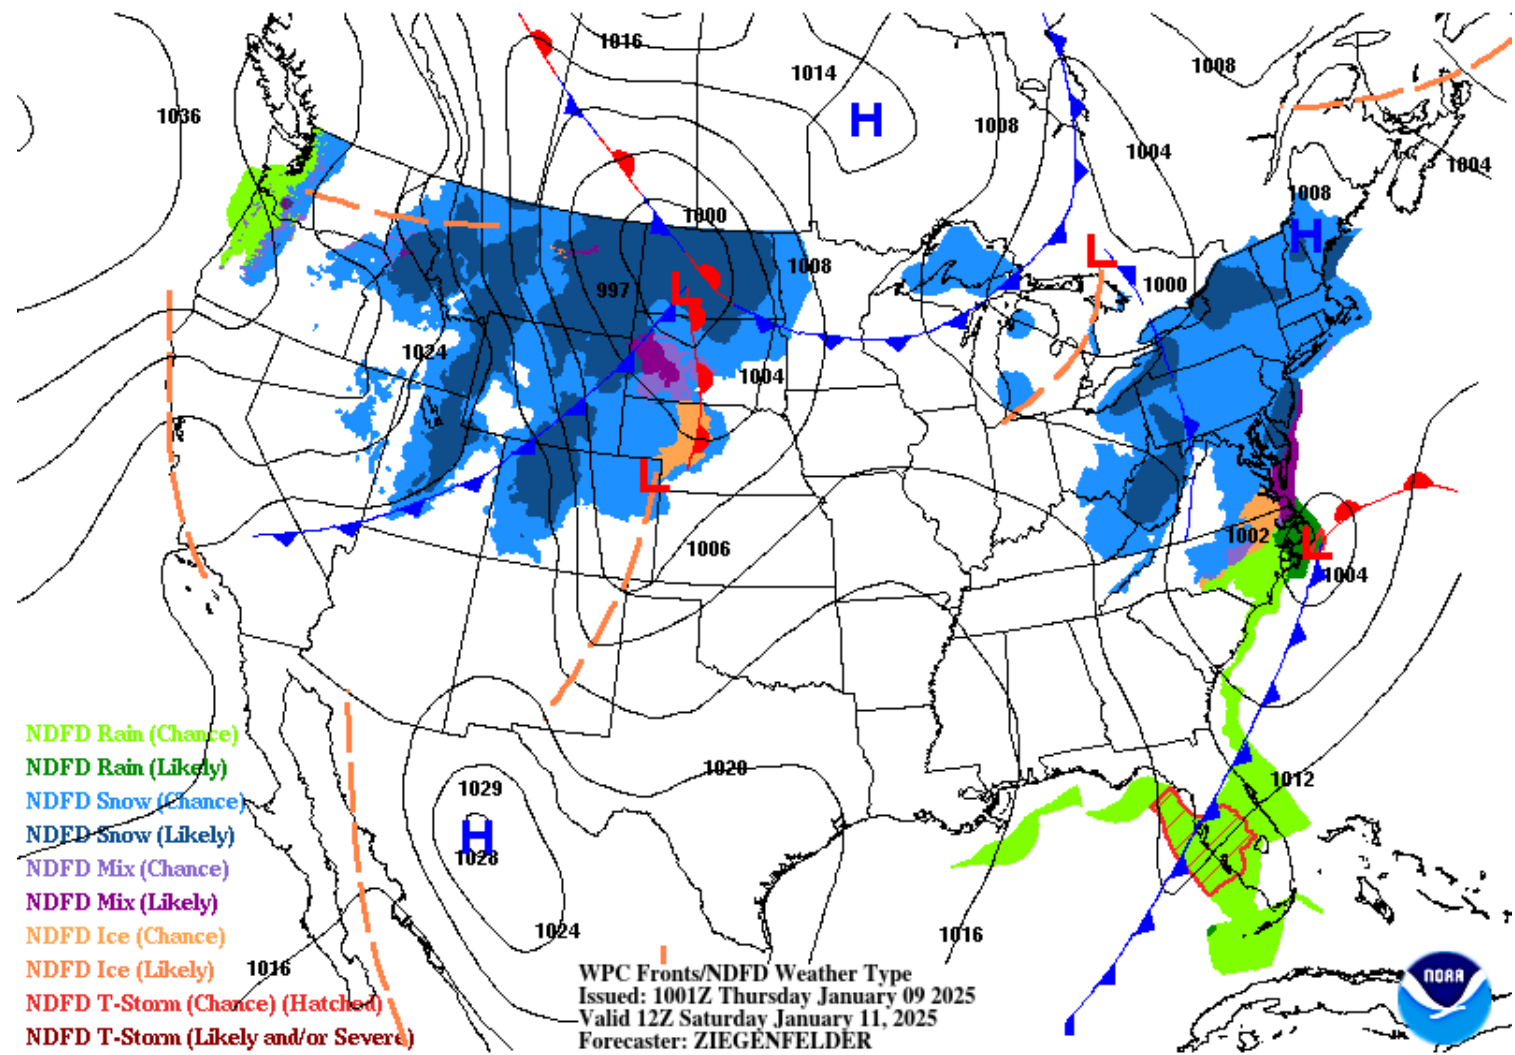 1016
1014
1008
1036
1008
1004
1004
1008
H
1000
H
L
1008
997
1000
L
1024
1004
L
1006
1002
L
1004
NDFD Rain (Chance)
NDFD Rain (Likely)
NDFD Snow (Chance)
NDFD Snow (Likely)
NDFD Mix (Chance)
NDFD Mix (Likely)
NDFD Ice (Chance)
NDFD Ice (Likely)
NDFD T-Storm (Chance) (Hatched)
NDFD T-Storm (Likely and/or Severe)
1020
1012
1029
H
1028
1024
1016
1016
WPC Fronts/NDFD Weather Type
Issued: 1001Z Thursday January 09 2025
Valid 12Z Saturday January 11, 2025
Forecaster: ZIEGENFELDER
NOAA